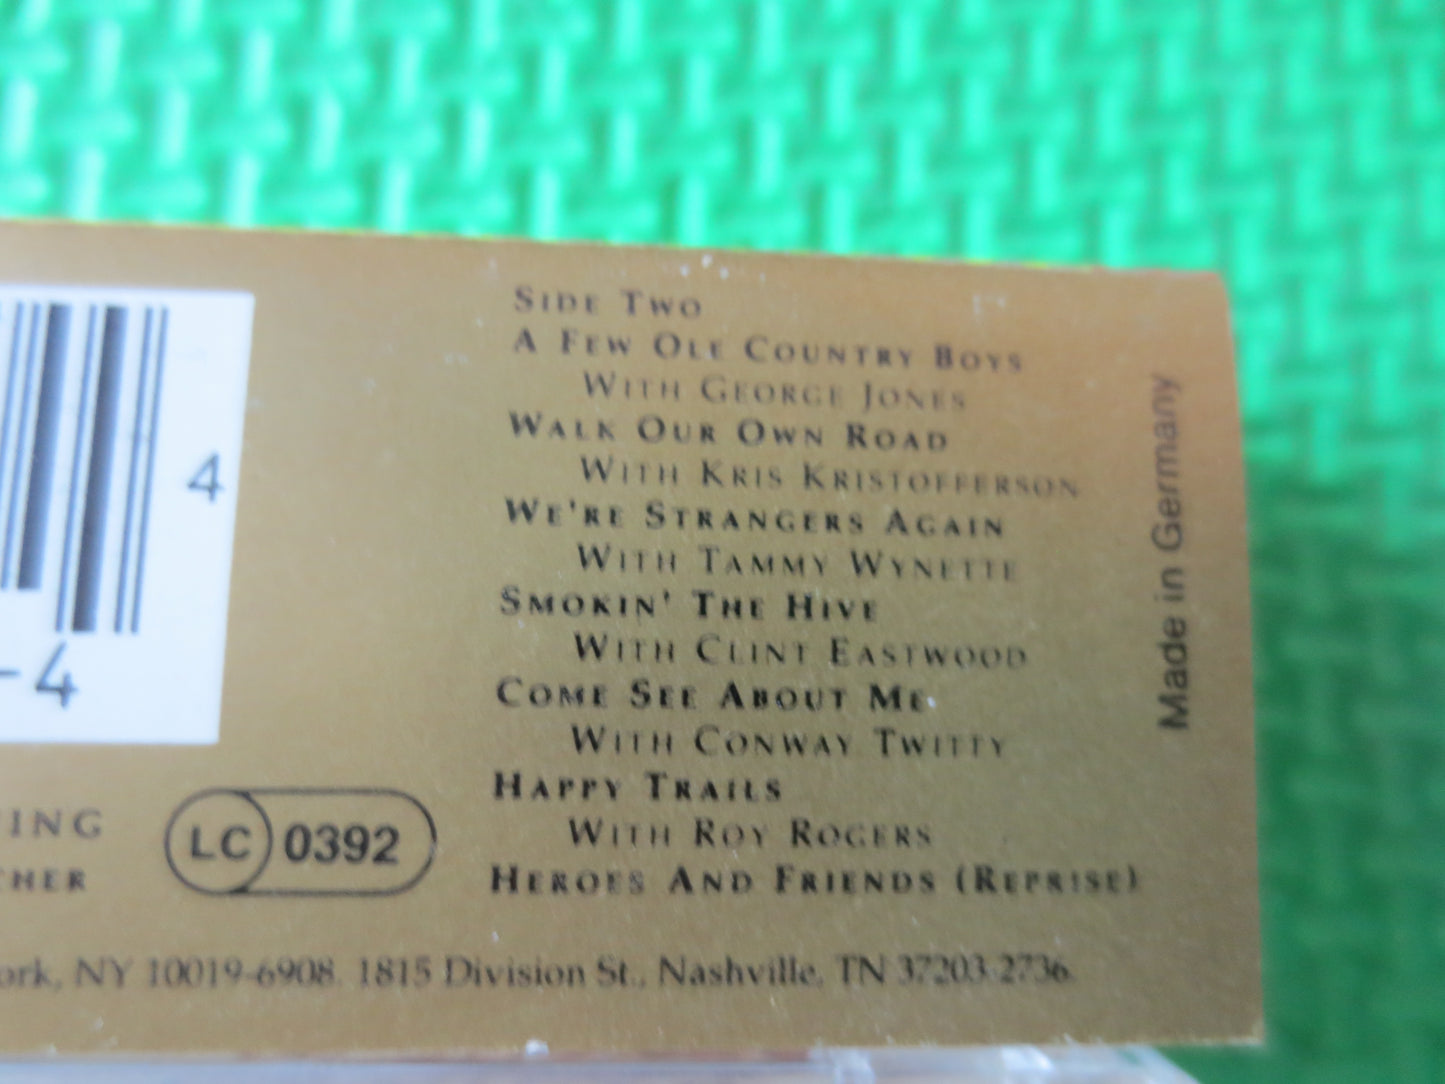 SIDE TWO
A FEW OLE COUNTRY BOYS
WITH GEORGE JONES
WALK OUR OWN ROAD
WITH KRIS KRISTOFFERSON
WE'RE STRANGERS AGAIN
WITH TAMMY WYNETTE
SMOKIN' THE HIVE
WITH CLINT EASTWOOD
COME SEE ABOUT ME
WITH CONWAY TWITTY
HAPPY TRAILS
WITH ROY ROGERS
HEROES AND FRIENDS (REPRISE)
Made in Germany
4
-4
LC 0392
NY 10019-6908. 1815 Division St., Nashville, TN 37203-2736.